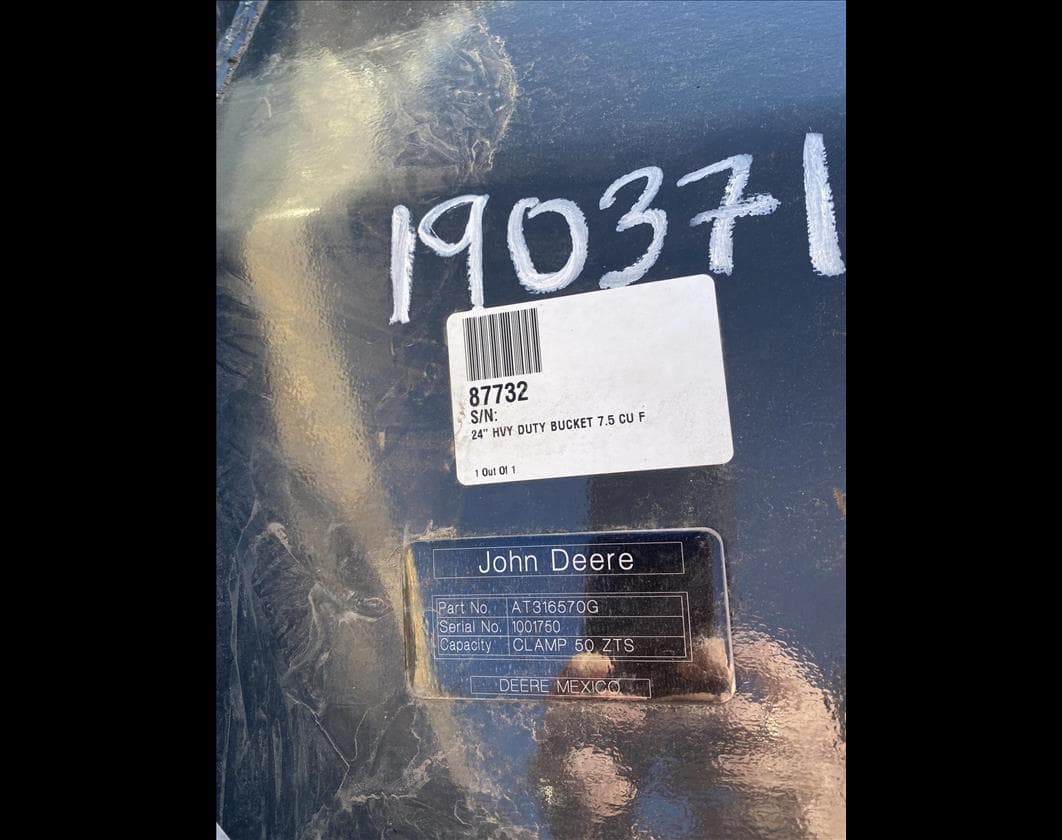 190371
87732
S/N:
24" HVY DUTY BUCKET 7.5 CU F
1 Out Of 1
John Deere
Part No. AT316570G
Serial No. 1001750
Capacity CLAMP 50 ZTS
DEERE MEXICO